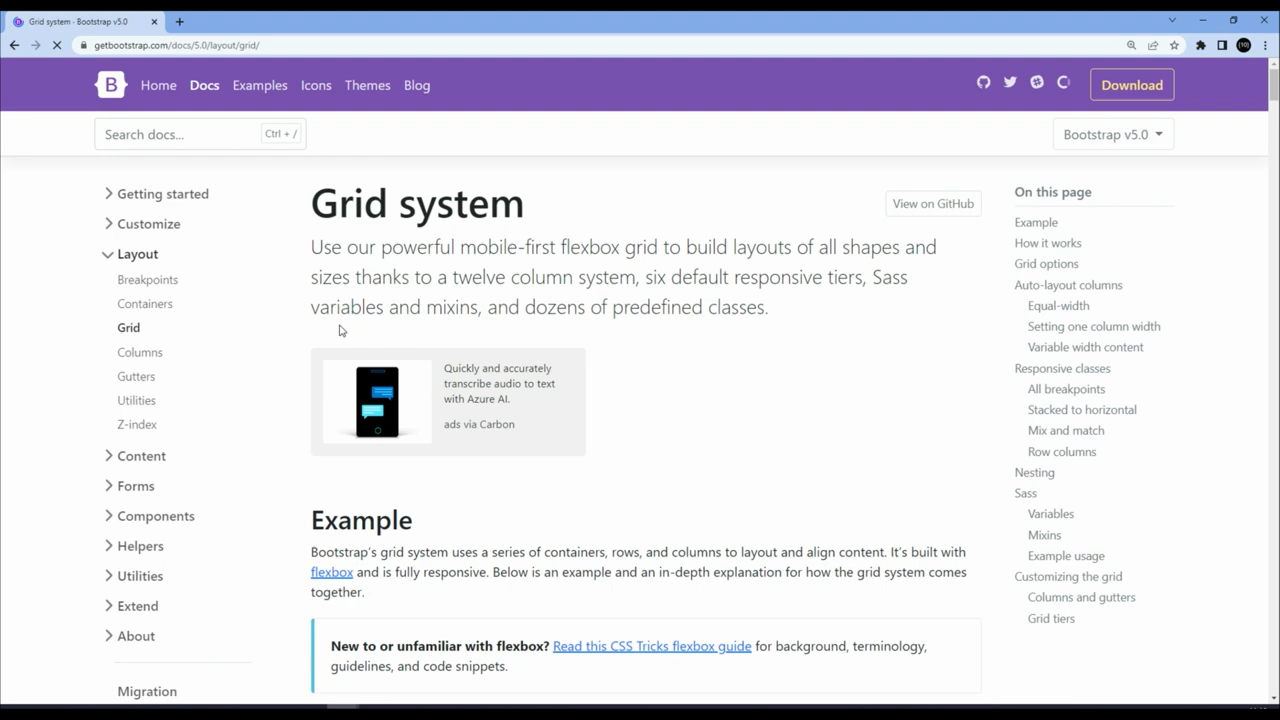 Grid system · Bootstrap v5.0
getbootstrap.com/docs/5.0/layout/grid/
(10)
B
Home Docs Examples Icons Themes Blog
Download
Search docs... Ctrl + /
Bootstrap v5.0
Getting started
Customize
Layout
Breakpoints
Containers
Grid
Columns
Gutters
Utilities
Z-index
Content
Forms
Components
Helpers
Utilities
Extend
About
Migration
Grid system
View on GitHub
Use our powerful mobile-first flexbox grid to build layouts of all shapes and
sizes thanks to a twelve column system, six default responsive tiers, Sass
variables and mixins, and dozens of predefined classes.
Quickly and accurately
transcribe audio to text
with Azure AI.
ads via Carbon
Example
Bootstrap's grid system uses a series of containers, rows, and columns to layout and align content. It's built with
flexbox and is fully responsive. Below is an example and an in-depth explanation for how the grid system comes
together.
New to or unfamiliar with flexbox? Read this CSS Tricks flexbox guide for background, terminology,
guidelines, and code snippets.
On this page
Example
How it works
Grid options
Auto-layout columns
Equal-width
Setting one column width
Variable width content
Responsive classes
All breakpoints
Stacked to horizontal
Mix and match
Row columns
Nesting
Sass
Variables
Mixins
Example usage
Customizing the grid
Columns and gutters
Grid tiers